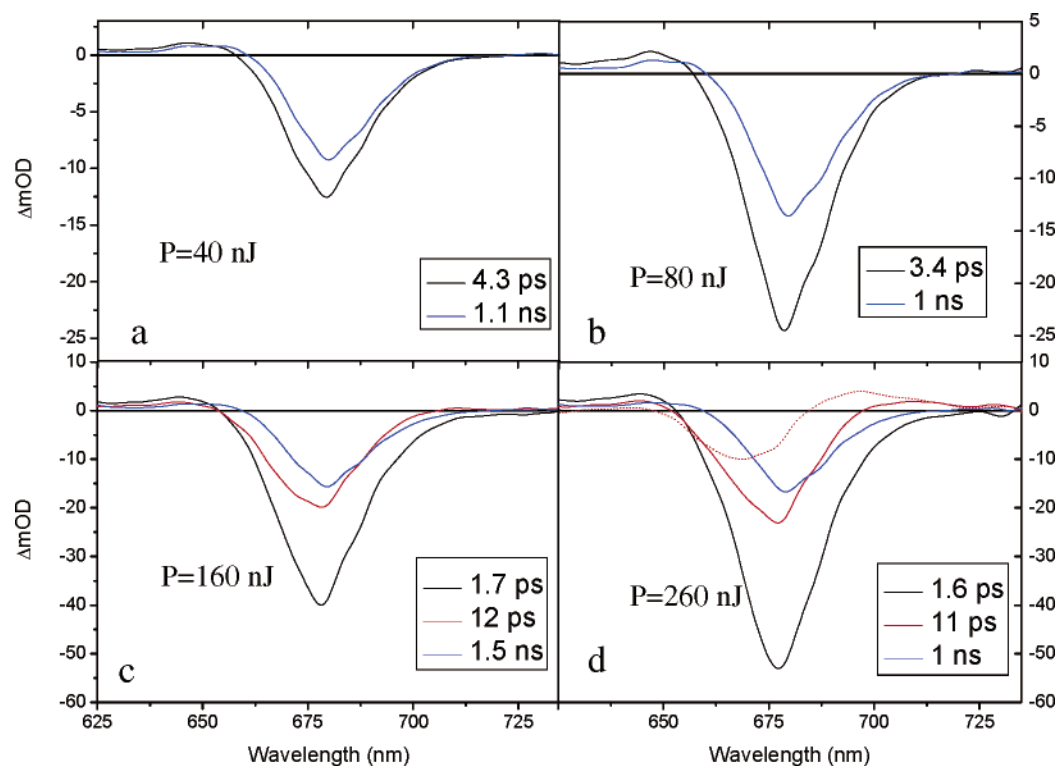 0
-5
-10
-15
-20
-25
ΔmOD
P=40 nJ
4.3 ps
1.1 ns
a
5
0
-5
-10
-15
-20
-25
P=80 nJ
3.4 ps
1 ns
b
10
0
-10
-20
-30
-40
-50
-60
ΔmOD
P=160 nJ
1.7 ps
12 ps
1.5 ns
c
625 650 675 700 725
Wavelength (nm)
10
0
-10
-20
-30
-40
-50
-60
P=260 nJ
1.6 ps
11 ps
1 ns
d
650 675 700 725
Wavelength (nm)